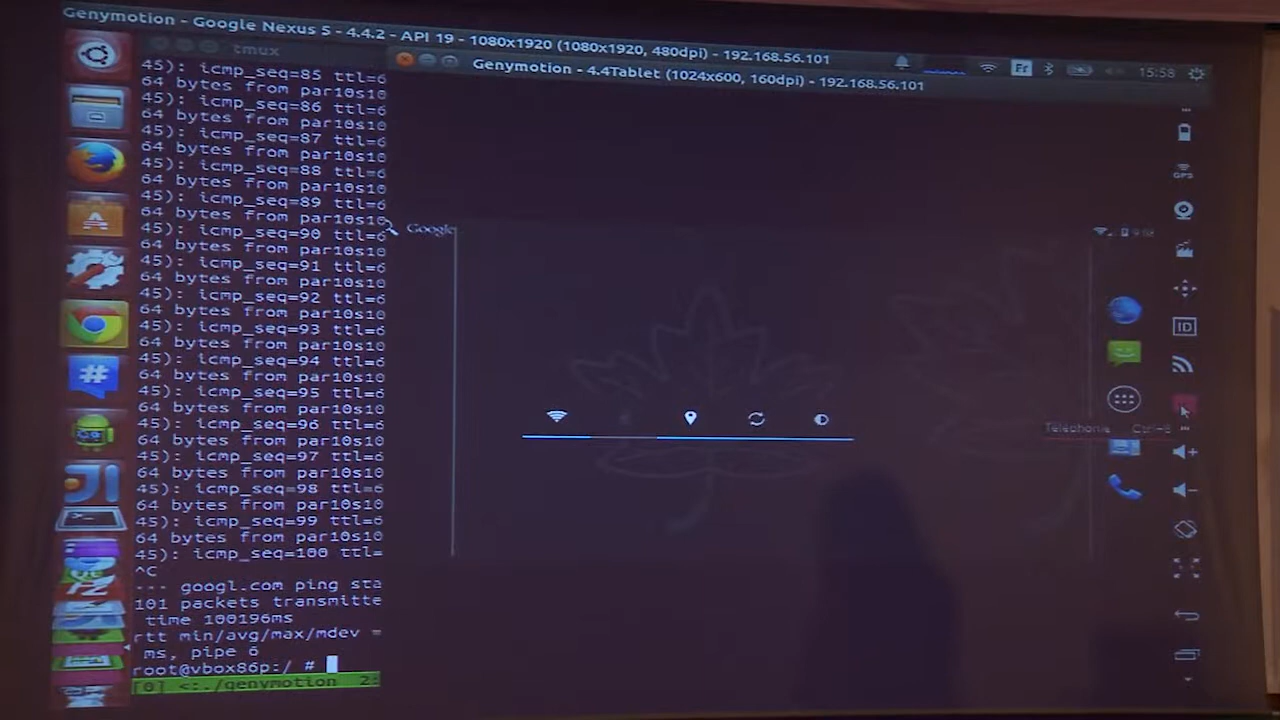 Genymotion - Google Nexus 5 - 4.4.2 - API 19 - 1080x1920 (1080x1920, 480dpi) - 192.168.56.101
tmux
Fr
15:58
Genymotion - 4.4Tablet (1024x600, 160dpi) - 192.168.56.101
45): icmp_seq=85 ttl=6
64 bytes from par10s10
45): icmp_seq=86 ttl=6
64 bytes from par10s10
45): icmp_seq=87 ttl=6
64 bytes from par10s10
45): icmp_seq=88 ttl=6
64 bytes from par10s10
45): icmp_seq=89 ttl=6
64 bytes from par10s10
45): icmp_seq=90 ttl=6
64 bytes from par10s10
45): icmp_seq=91 ttl=6
64 bytes from par10s10
45): icmp_seq=92 ttl=6
64 bytes from par10s10
45): icmp_seq=93 ttl=6
64 bytes from par10s10
45): icmp_seq=94 ttl=6
64 bytes from par10s10
45): icmp_seq=95 ttl=6
64 bytes from par10s10
45): icmp_seq=96 ttl=6
64 bytes from par10s10
45): icmp_seq=97 ttl=6
64 bytes from par10s10
45): icmp_seq=98 ttl=6
64 bytes from par10s10
45): icmp_seq=99 ttl=6
64 bytes from par10s10
45): icmp_seq=100 ttl=
^C
--- googl.com ping sta
101 packets transmitte
time 100196ms
rtt min/avg/max/mdev =
ms, pipe 6
root@vbox86p:/ #
[0] <:./genymotion 2:
Google
GPS
ID
Téléphonie